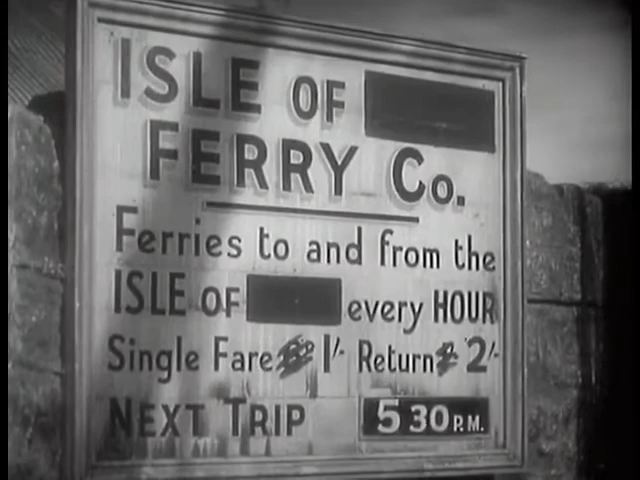 ISLE OF
FERRY Co.
Ferries to and from the
ISLE OF every HOUR
Single Fare 1/- Return 2/-
NEXT TRIP 5 30 P.M.